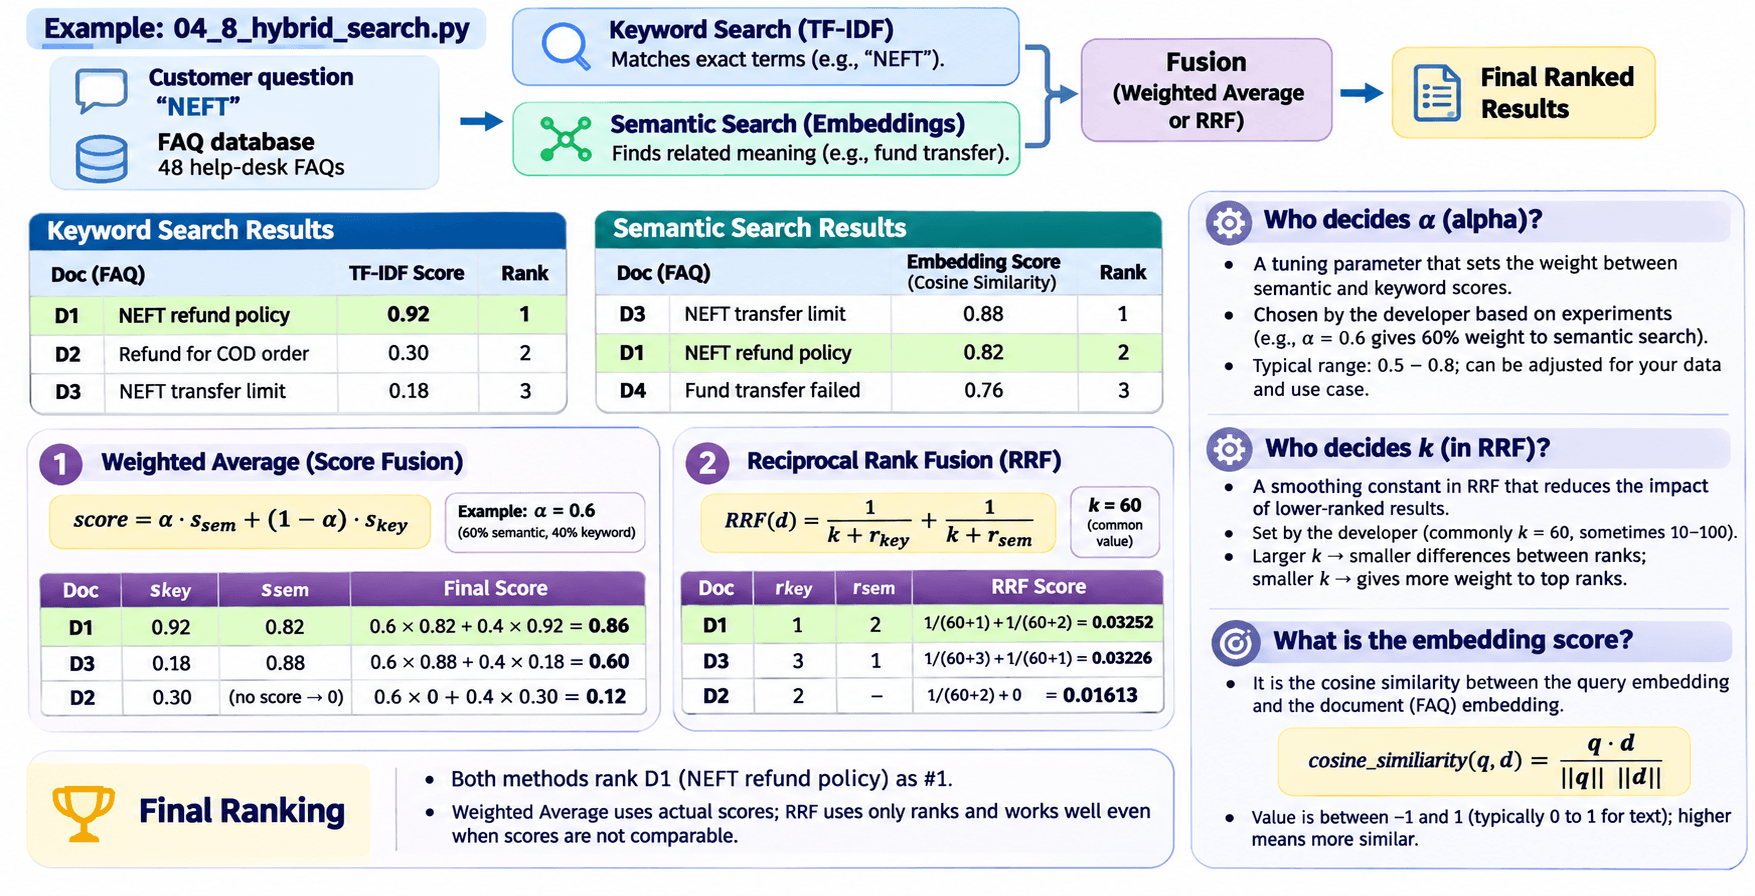 Example: 04_8_hybrid_search.py
Customer question
“NEFT”
FAQ database
48 help-desk FAQs
Keyword Search (TF-IDF)
Matches exact terms (e.g., “NEFT”).
Semantic Search (Embeddings)
Finds related meaning (e.g., fund transfer).
Fusion
(Weighted Average
or RRF)
Final Ranked
Results
Keyword Search Results
Doc (FAQ) TF-IDF Score Rank
D1 NEFT refund policy 0.92 1
D2 Refund for COD order 0.30 2
D3 NEFT transfer limit 0.18 3
Semantic Search Results
Doc (FAQ) Embedding Score (Cosine Similarity) Rank
D3 NEFT transfer limit 0.88 1
D1 NEFT refund policy 0.82 2
D4 Fund transfer failed 0.76 3
1 Weighted Average (Score Fusion)
score = α · s_sem + (1 − α) · s_key
Example: α = 0.6
(60% semantic, 40% keyword)
Doc skey ssem Final Score
D1 0.92 0.82 0.6 × 0.82 + 0.4 × 0.92 = 0.86
D3 0.18 0.88 0.6 × 0.88 + 0.4 × 0.18 = 0.60
D2 0.30 (no score → 0) 0.6 × 0 + 0.4 × 0.30 = 0.12
2 Reciprocal Rank Fusion (RRF)
RRF(d) = 1 / (k + r_key) + 1 / (k + r_sem)
k = 60
(common
value)
Doc rkey rsem RRF Score
D1 1 2 1/(60+1) + 1/(60+2) = 0.03252
D3 3 1 1/(60+3) + 1/(60+1) = 0.03226
D2 2 – 1/(60+2) + 0 = 0.01613
Final Ranking
• Both methods rank D1 (NEFT refund policy) as #1.
• Weighted Average uses actual scores; RRF uses only ranks and works well even
when scores are not comparable.
Who decides α (alpha)?
• A tuning parameter that sets the weight between
semantic and keyword scores.
• Chosen by the developer based on experiments
(e.g., α = 0.6 gives 60% weight to semantic search).
• Typical range: 0.5 – 0.8; can be adjusted for your data
and use case.
Who decides k (in RRF)?
• A smoothing constant in RRF that reduces the impact
of lower-ranked results.
• Set by the developer (commonly k = 60, sometimes 10–100).
• Larger k → smaller differences between ranks;
smaller k → gives more weight to top ranks.
What is the embedding score?
• It is the cosine similarity between the query embedding
and the document (FAQ) embedding.
cosine_similiarity(q, d) = q · d / ||q|| ||d||
• Value is between –1 and 1 (typically 0 to 1 for text); higher
means more similar.